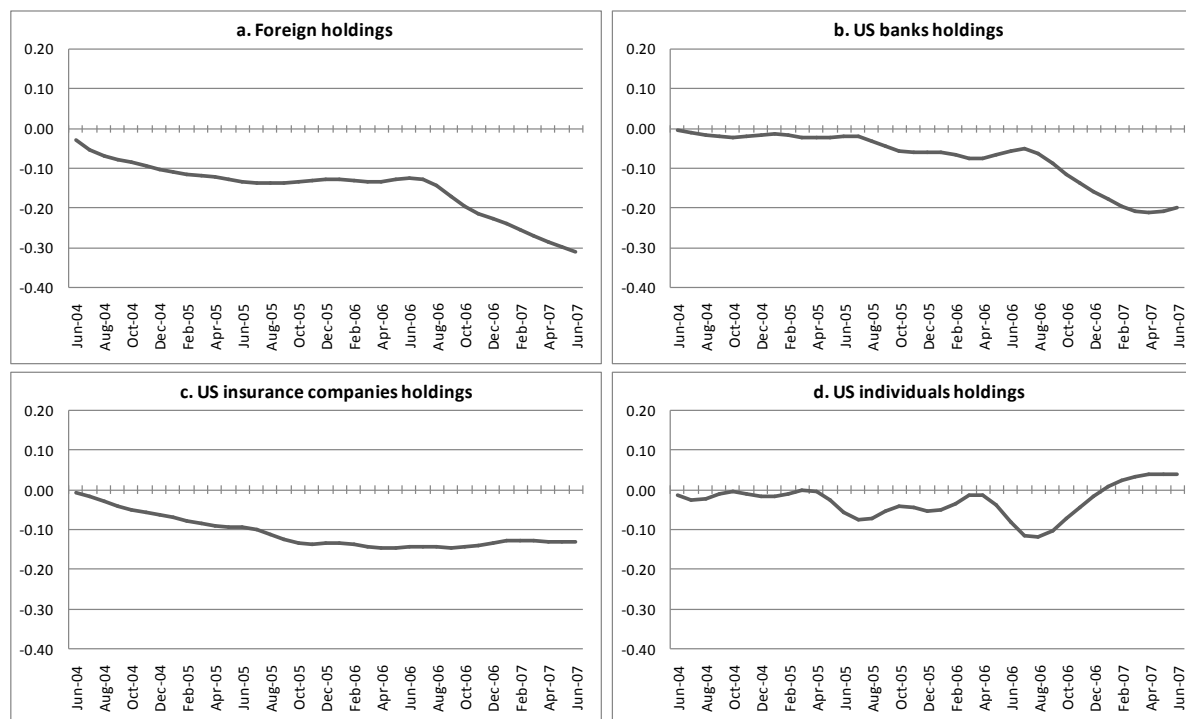 a. Foreign holdings
0.20
0.10
0.00
-0.10
-0.20
-0.30
-0.40
Jun-04
Aug-04
Oct-04
Dec-04
Feb-05
Apr-05
Jun-05
Aug-05
Oct-05
Dec-05
Feb-06
Apr-06
Jun-06
Aug-06
Oct-06
Dec-06
Feb-07
Apr-07
Jun-07
b. US banks holdings
0.20
0.10
0.00
-0.10
-0.20
-0.30
-0.40
Jun-04
Aug-04
Oct-04
Dec-04
Feb-05
Apr-05
Jun-05
Aug-05
Oct-05
Dec-05
Feb-06
Apr-06
Jun-06
Aug-06
Oct-06
Dec-06
Feb-07
Apr-07
Jun-07
c. US insurance companies holdings
0.20
0.10
0.00
-0.10
-0.20
-0.30
-0.40
Jun-04
Aug-04
Oct-04
Dec-04
Feb-05
Apr-05
Jun-05
Aug-05
Oct-05
Dec-05
Feb-06
Apr-06
Jun-06
Aug-06
Oct-06
Dec-06
Feb-07
Apr-07
Jun-07
d. US individuals holdings
0.20
0.10
0.00
-0.10
-0.20
-0.30
-0.40
Jun-04
Aug-04
Oct-04
Dec-04
Feb-05
Apr-05
Jun-05
Aug-05
Oct-05
Dec-05
Feb-06
Apr-06
Jun-06
Aug-06
Oct-06
Dec-06
Feb-07
Apr-07
Jun-07